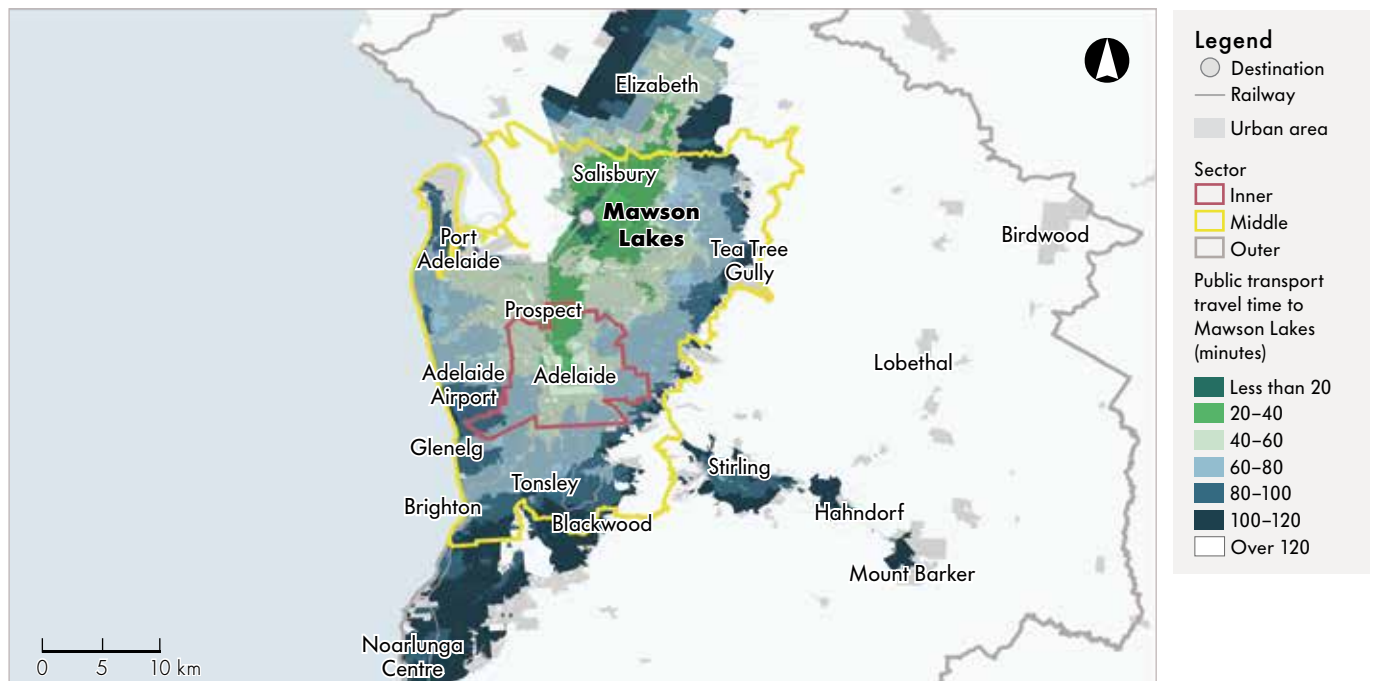 Elizabeth
Salisbury
Mawson
Lakes
Port
Adelaide
Tea Tree
Gully
Birdwood
Prospect
Lobethal
Adelaide
Airport
Adelaide
Glenelg
Stirling
Tonsley
Brighton
Blackwood
Hahndorf
Mount Barker
Noarlunga
Centre
0 5 10 km
Legend
Destination
Railway
Urban area
Sector
Inner
Middle
Outer
Public transport
travel time to
Mawson Lakes
(minutes)
Less than 20
20–40
40–60
60–80
80–100
100–120
Over 120